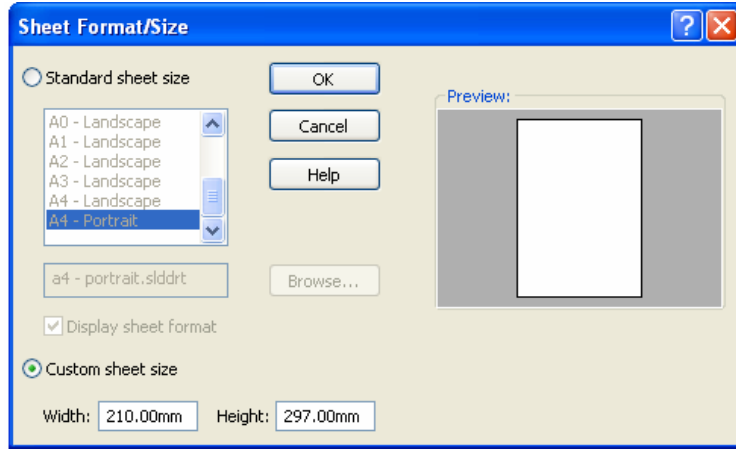 Sheet Format/Size
Standard sheet size
A0 - Landscape
A1 - Landscape
A2 - Landscape
A3 - Landscape
A4 - Landscape
A4 - Portrait
a4 - portrait.slddrt
Display sheet format
Custom sheet size
Width: 210.00mm Height: 297.00mm
OK
Cancel
Help
Browse...
Preview: